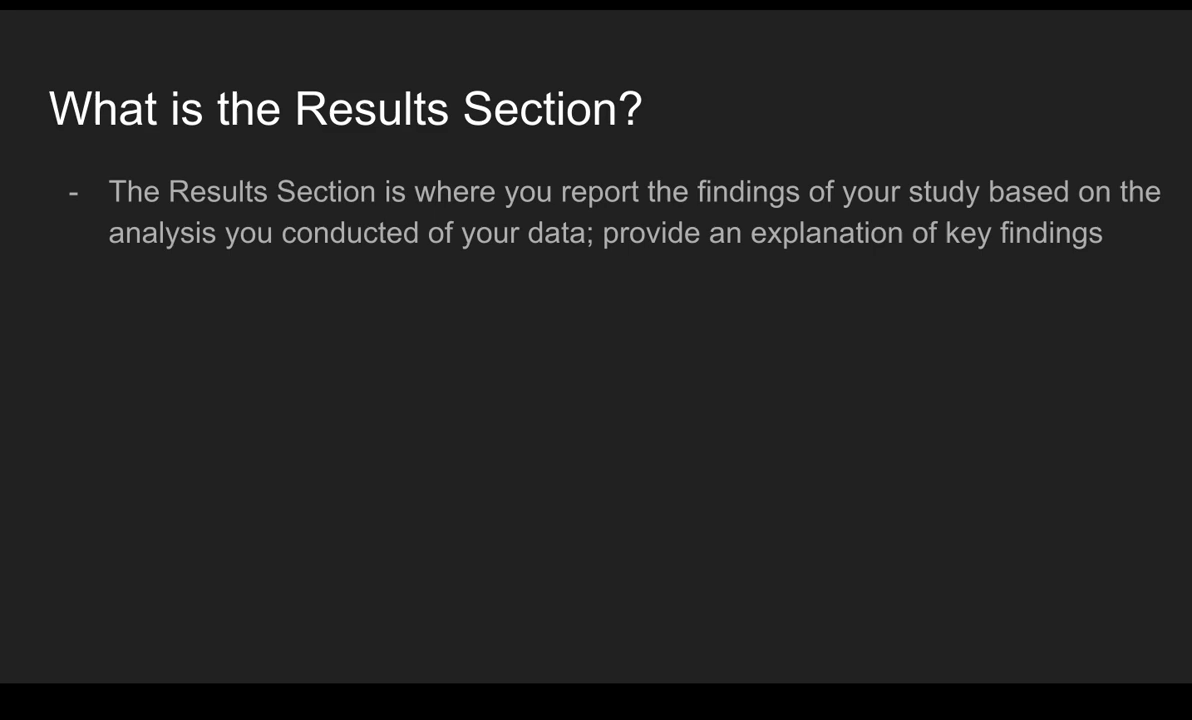 What is the Results Section?
- The Results Section is where you report the findings of your study based on the
analysis you conducted of your data; provide an explanation of key findings